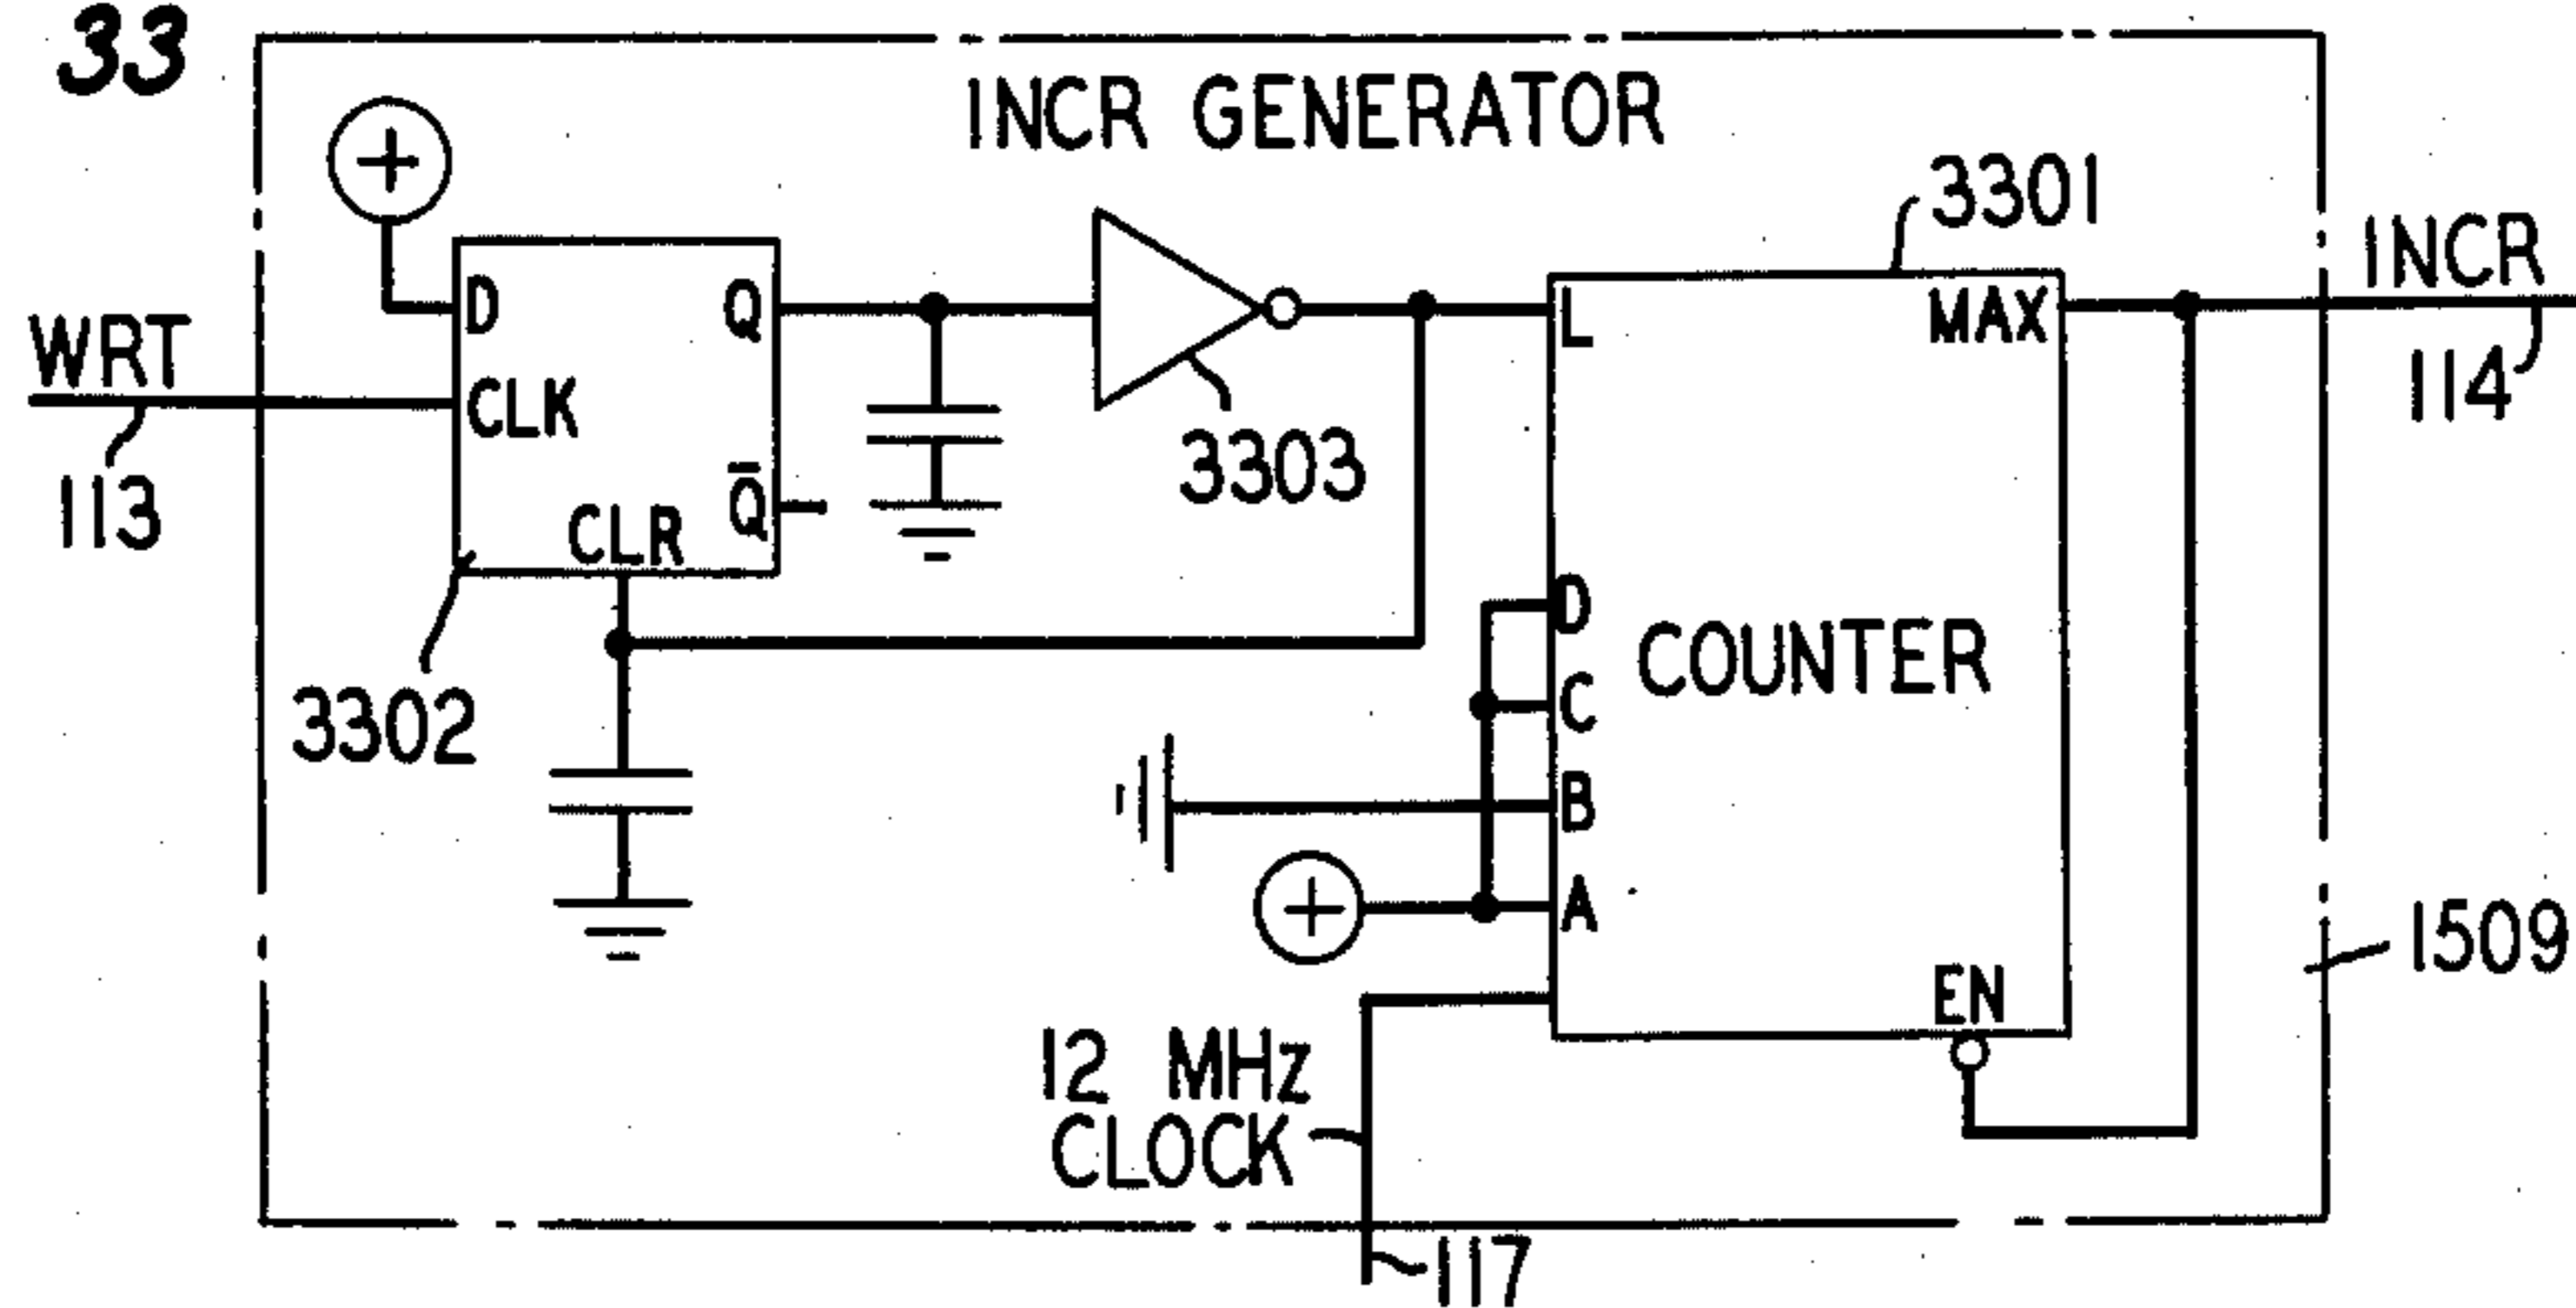 33
INCR GENERATOR
3301
INCR
114
WRT
113
D
Q
CLK
Q̅
CLR
3302
3303
L
MAX
D
C
B
A
COUNTER
EN
12 MHz
CLOCK
117
1509